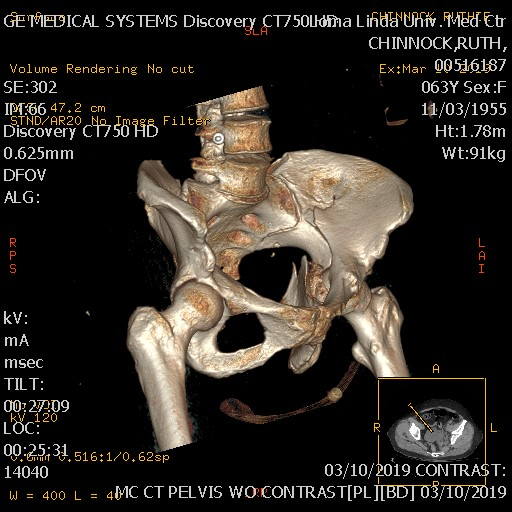 GE MEDICAL SYSTEMS Discovery CT750 HD
Loma Linda Univ. Med Ctr
CHINNOCK, RUTHIE
SLA
CHINNOCK,RUTH,
00516187
Volume Rendering No cut
Ex:Mar 10
SE:302
063Y Sex:F
IM:66
47.2 cm
11/03/1955
STND/AR20 No Image Filter
Discovery CT750 HD
Ht:1.78m
0.625mm
Wt:91kg
DFOV
ALG:
R
P
S
L
A
I
kV:
mA
msec
TILT:
00:27:09
kV 120
LOC:
00:25:31
A
R
L
0.516:1/0.62sp
14040
03/10/2019 CONTRAST:
W = 400 L = 40
MC CT PELVIS WO CONTRAST[PL][BD] 03/10/2019